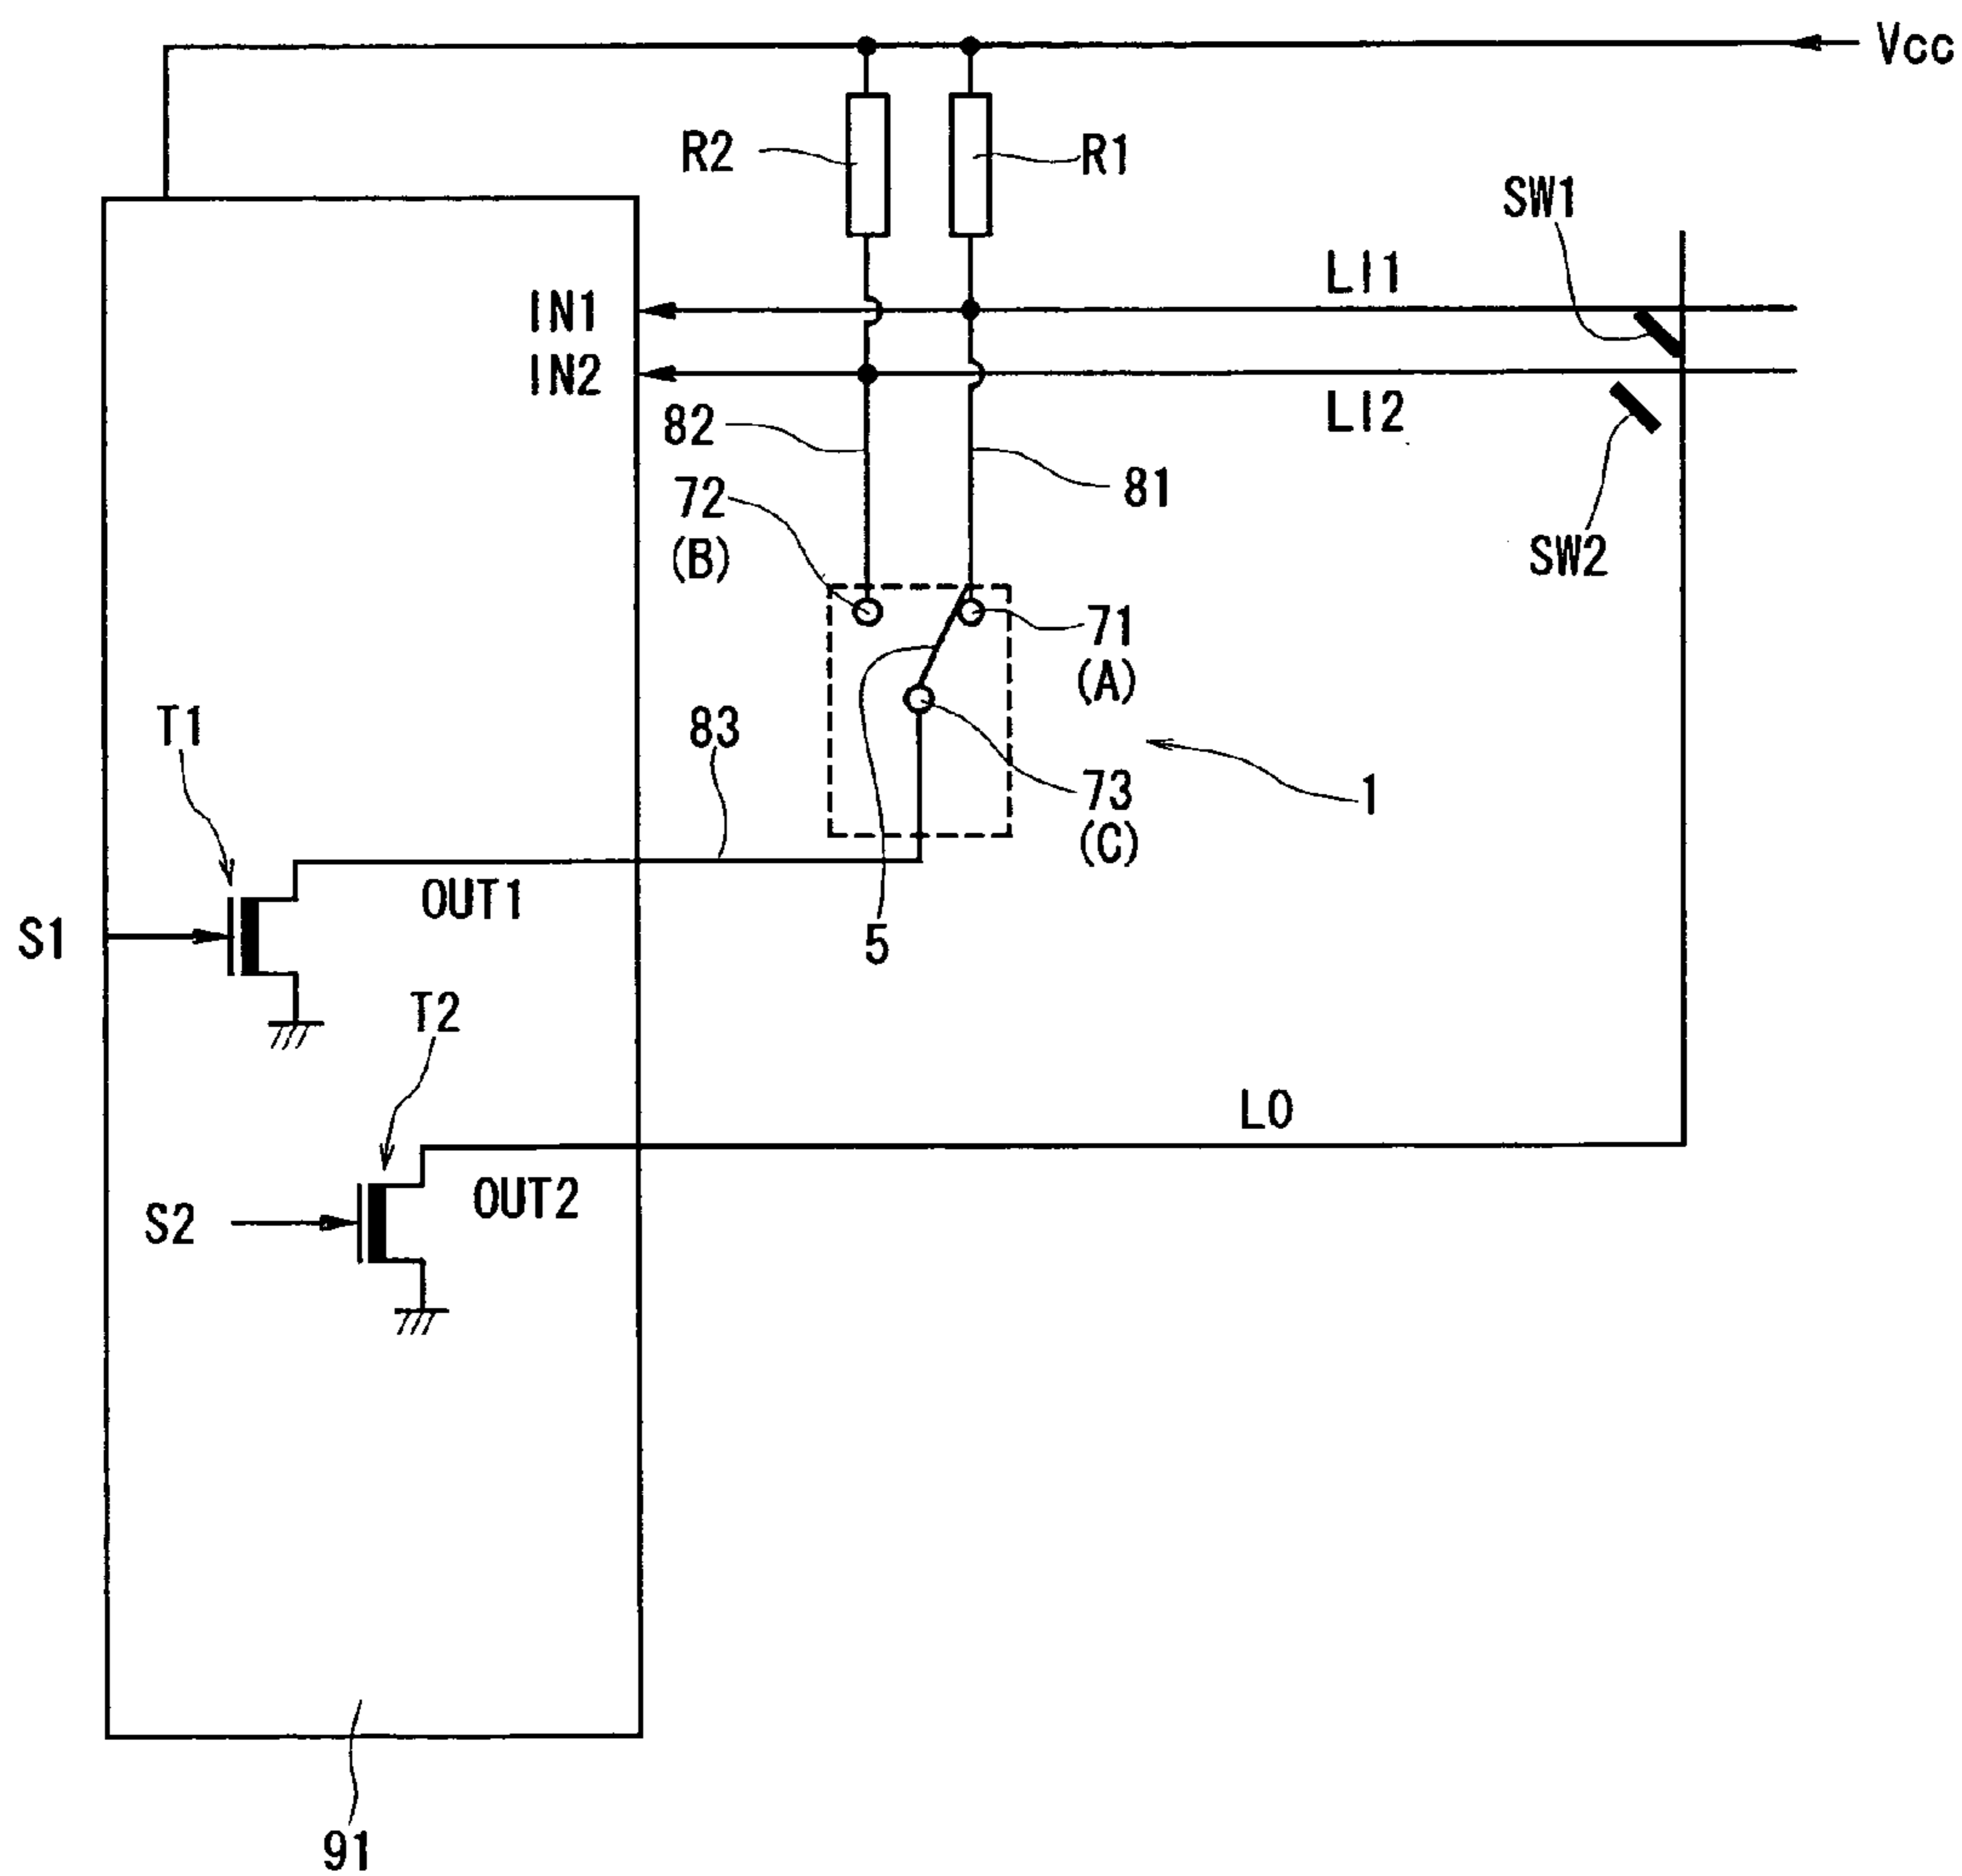 Vcc
R2
R1
SW1
LI1
IN1
IN2
LI2
82
81
72
(B)
SW2
71
(A)
T1
83
73
(C)
1
OUT1
S1
5
T2
LO
S2
OUT2
91